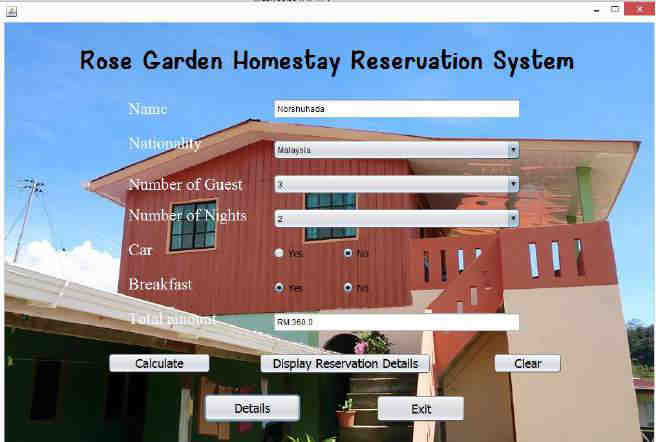 Rose Garden Homestay Reservation System
Name Norshuhada
Nationality Malaysia
Number of Guest 3
Number of Nights 2
Car Yes No
Breakfast Yes No
Total amount RM 360.0
Calculate Display Reservation Details Clear
Details Exit